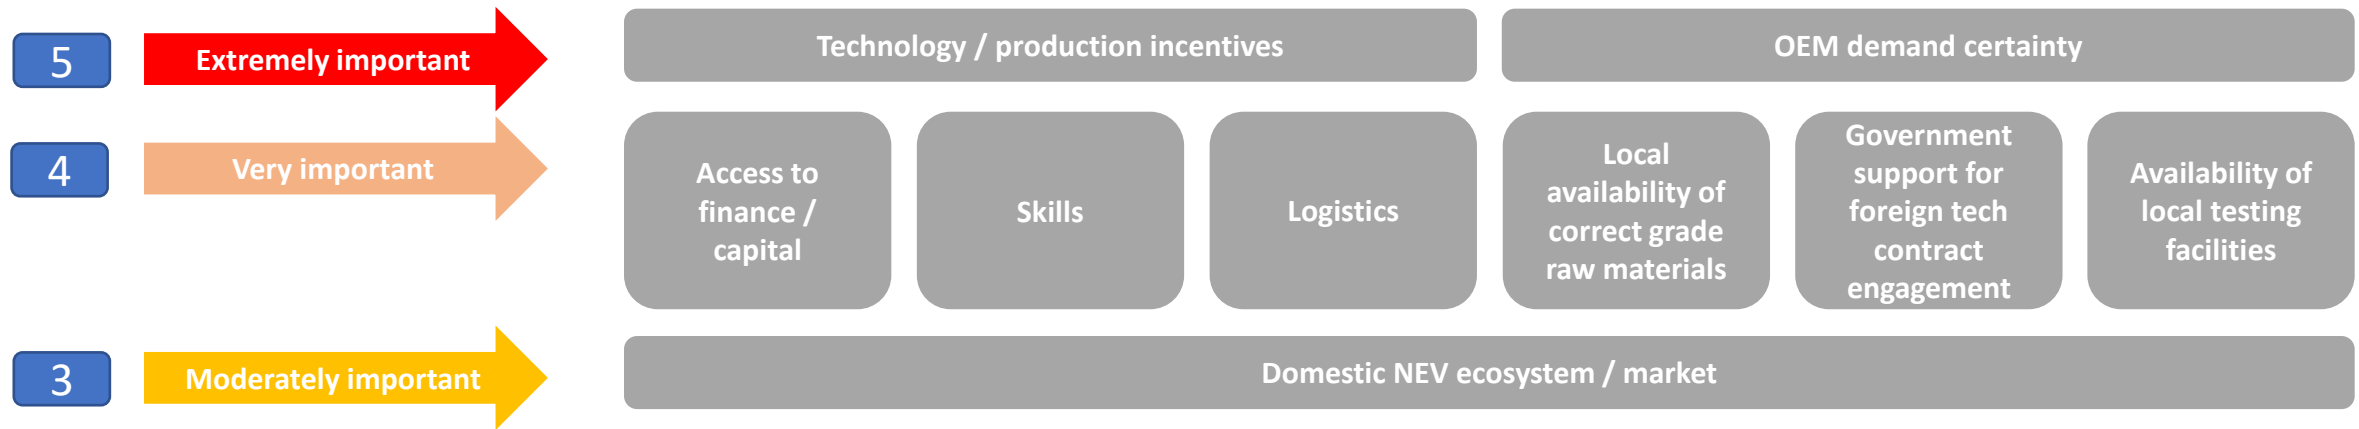 5
Extremely important
Technology / production incentives
OEM demand certainty
4
Very important
Access to
finance /
capital
Skills
Logistics
Local
availability of
correct grade
raw materials
Government
support for
foreign tech
contract
engagement
Availability of
local testing
facilities
3
Moderately important
Domestic NEV ecosystem / market